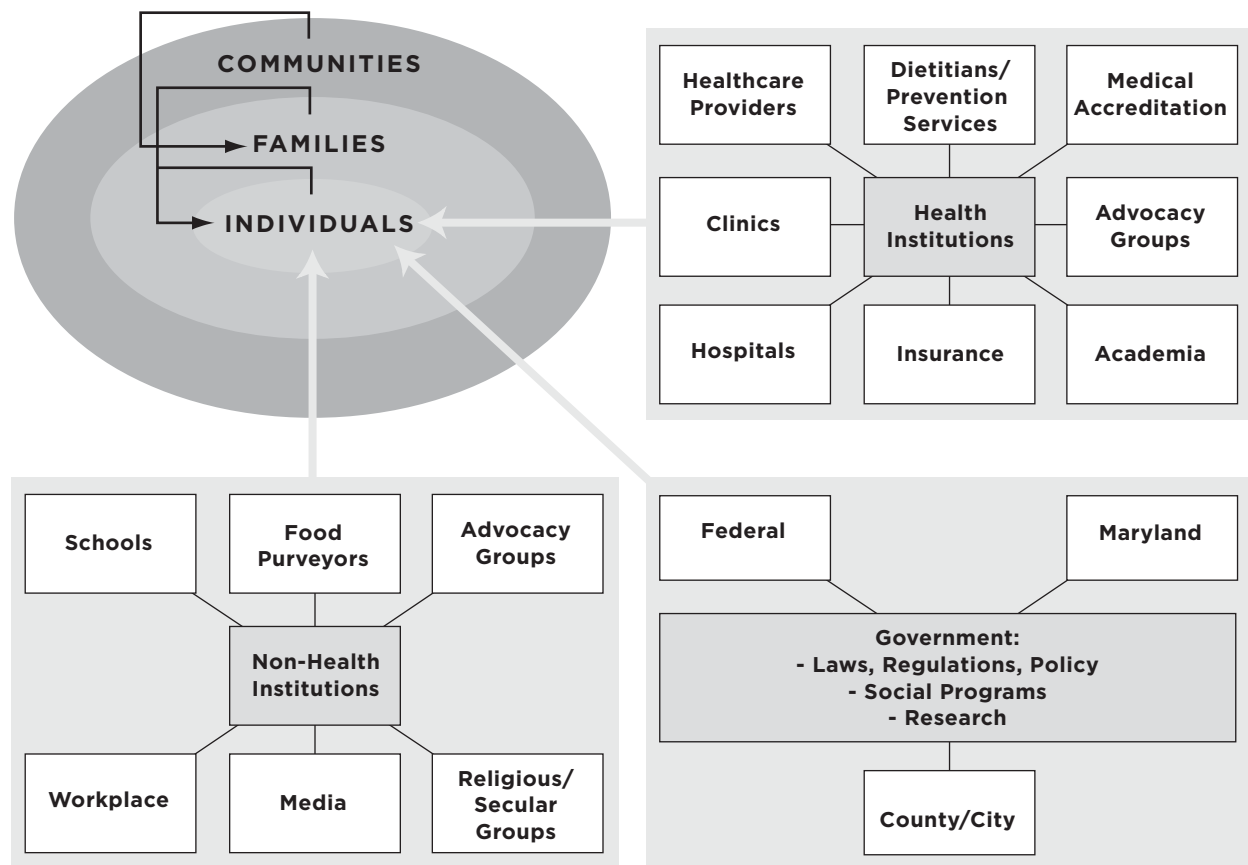 COMMUNITIES
FAMILIES
INDIVIDUALS
Healthcare
Providers
Dietitians/
Prevention
Services
Medical
Accreditation
Clinics
Health
Institutions
Advocacy
Groups
Hospitals
Insurance
Academia
Schools
Food
Purveyors
Advocacy
Groups
Non-Health
Institutions
Workplace
Media
Religious/
Secular
Groups
Federal
Maryland
Government:
- Laws, Regulations, Policy
- Social Programs
- Research
County/City